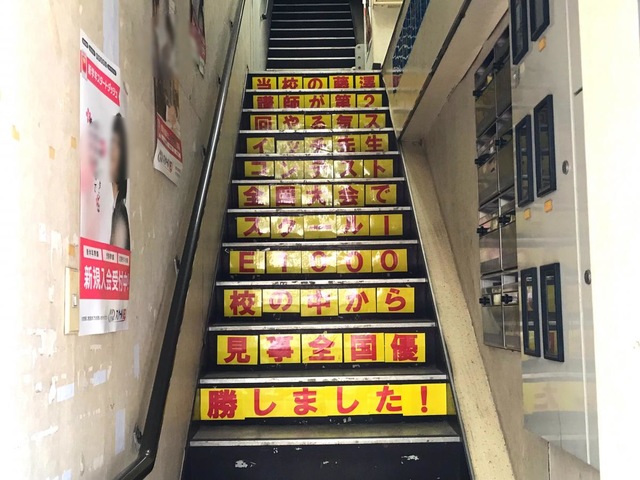 当校の藤澤
講師が第2
回やる気ス
イッチ先生
コンテスト
全国大会で
スクールI
E1000
校の中から
見事全国優
勝しました!
新規入会受付中